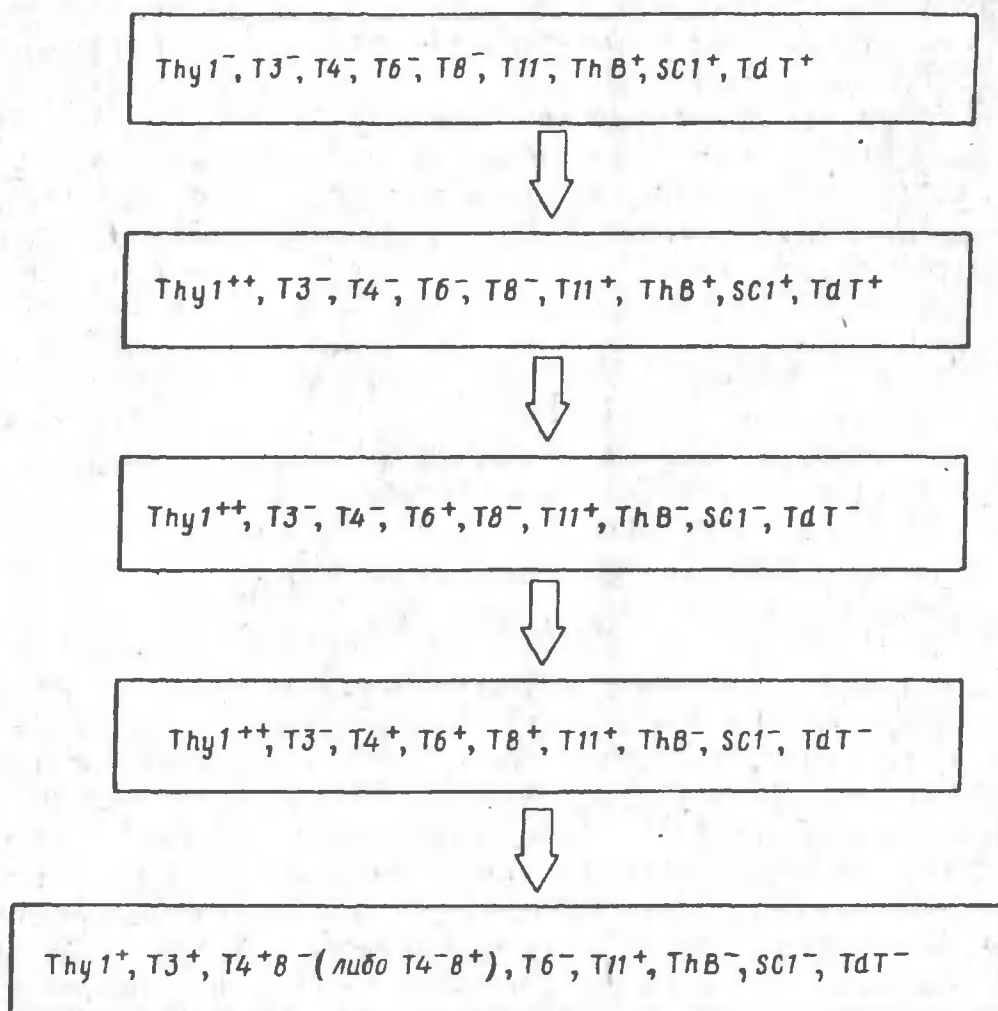 Thy1⁻, T3⁻, T4⁻, T6⁻, T8⁻, T11⁻, ThB⁺, SC1⁺, TdT⁺
Thy1⁺⁺, T3⁻, T4⁻, T6⁻, T8⁻, T11⁺, ThB⁺, SC1⁺, TdT⁺
Thy1⁺⁺, T3⁻, T4⁻, T6⁺, T8⁻, T11⁺, ThB⁻, SC1⁻, TdT⁻
Thy1⁺⁺, T3⁻, T4⁺, T6⁺, T8⁺, T11⁺, ThB⁻, SC1⁻, TdT⁻
Thy1⁺, T3⁺, T4⁺8⁻(либо T4⁻8⁺), T6⁻, T11⁺, ThB⁻, SC1⁻, TdT⁻